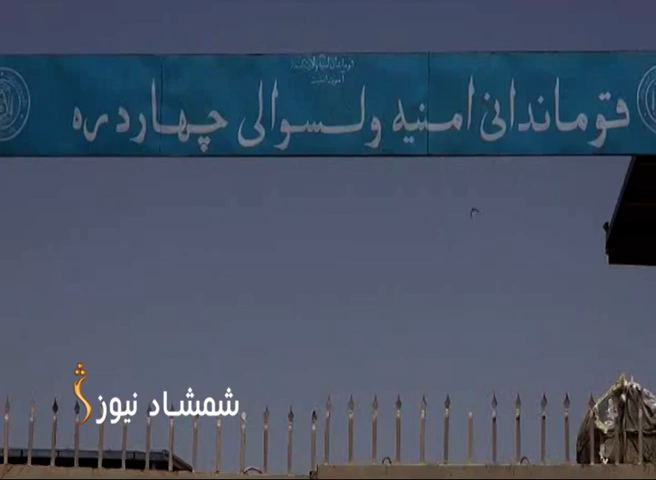 قوماندانی امنیه ولسوالی چهاردره
شمشاد نیوز